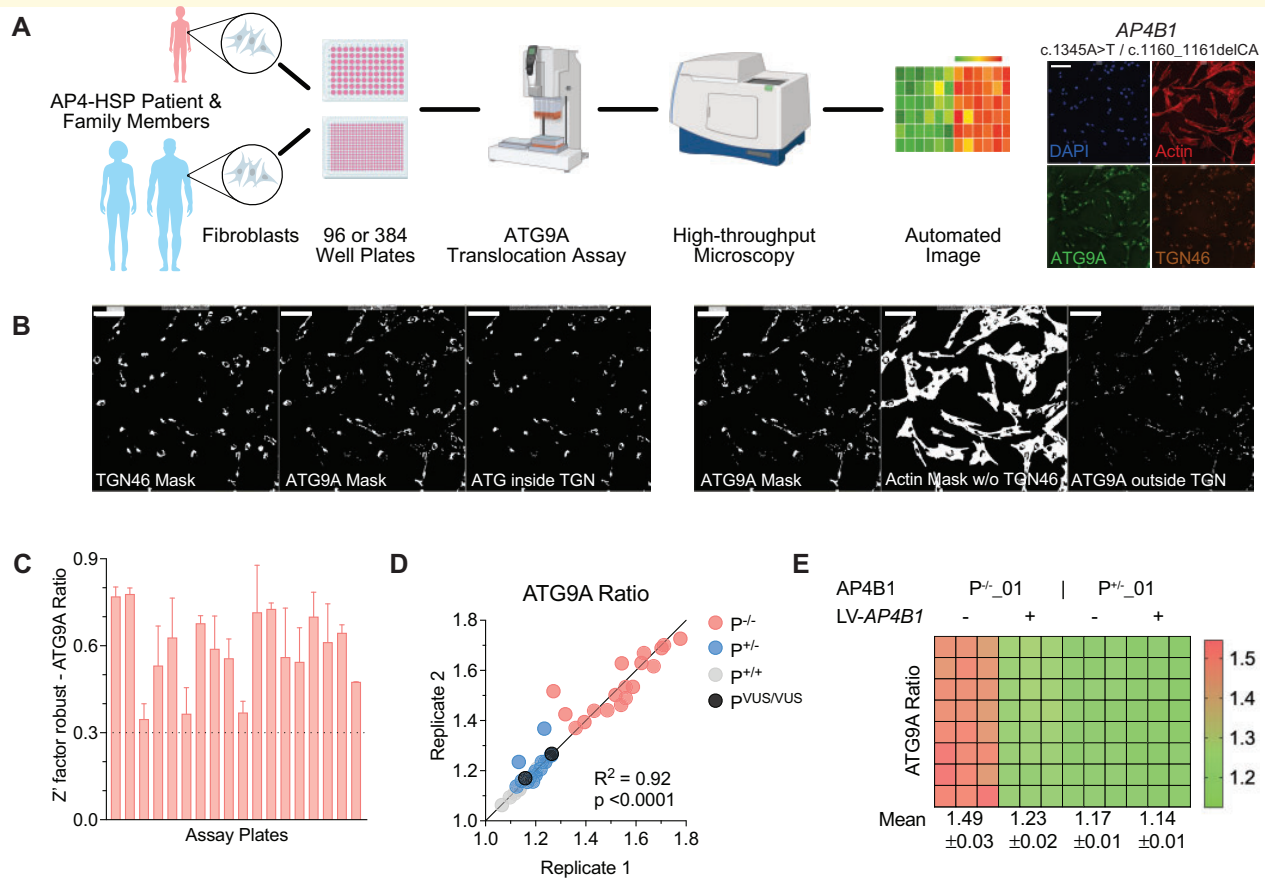 A
AP4-HSP Patient &
Family Members
Fibroblasts
96 or 384
Well Plates
ATG9A
Translocation Assay
High-throughput
Microscopy
Automated
Image
AP4B1
c.1345A>T / c.1160_1161delCA
DAPI
Actin
ATG9A
TGN46
B
TGN46 Mask
ATG9A Mask
ATG inside TGN
ATG9A Mask
Actin Mask w/o TGN46
ATG9A outside TGN
C
Z' factor robust - ATG9A Ratio
0.9
0.6
0.3
0.0
Assay Plates
D
ATG9A Ratio
Replicate 2
1.8
1.6
1.4
1.2
1.0
1.0 1.2 1.4 1.6 1.8
Replicate 1
R² = 0.92
p <0.0001
P-/-
P+/-
P+/+
PVUS/VUS
E
AP4B1 P-/-_01 | P+/-_01
LV-AP4B1 - + - +
ATG9A Ratio
1.5
1.4
1.3
1.2
Mean 1.49 1.23 1.17 1.14
±0.03 ±0.02 ±0.01 ±0.01